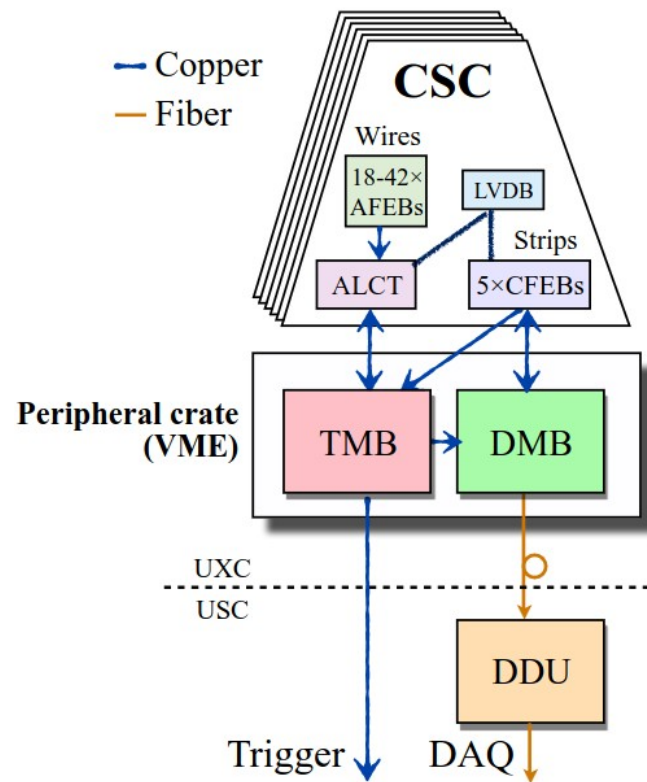 Copper
Fiber
CSC
Wires
18-42×
AFEBs
LVDB
Strips
ALCT
5×CFEBs
Peripheral crate
(VME)
TMB
DMB
UXC
USC
DDU
Trigger
DAQ